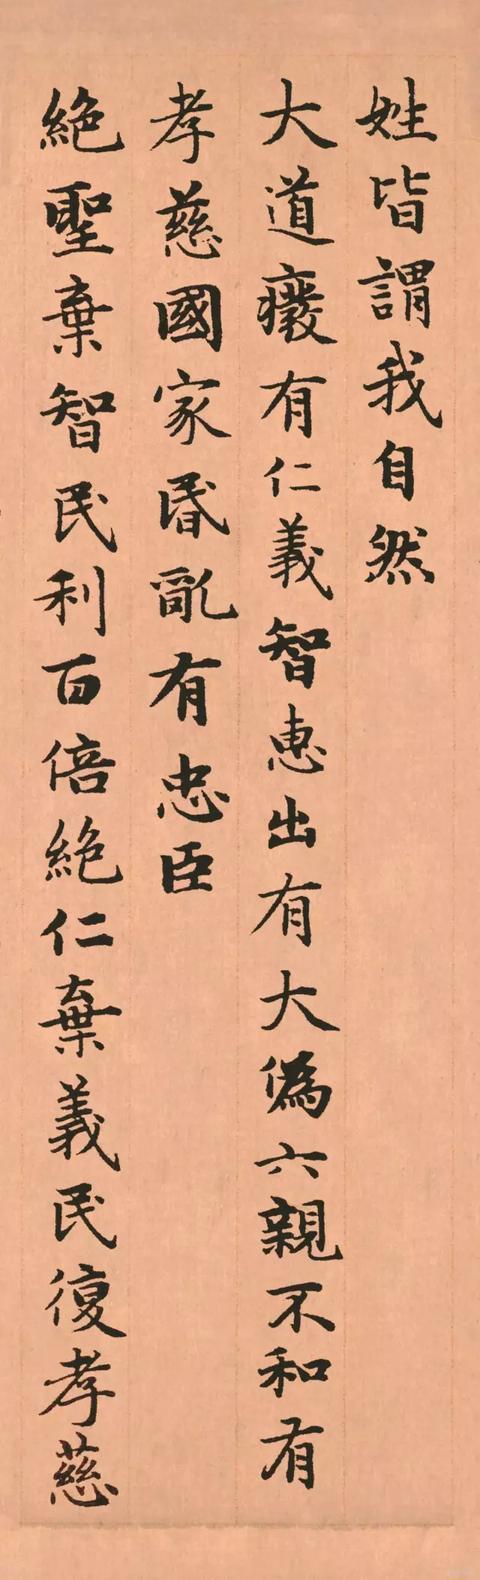 姓皆謂我自然
大道癈有仁義智惠出有大偽六親不和有
孝慈國家昬亂有忠臣
絕聖棄智民利百倍絕仁棄義民復孝慈